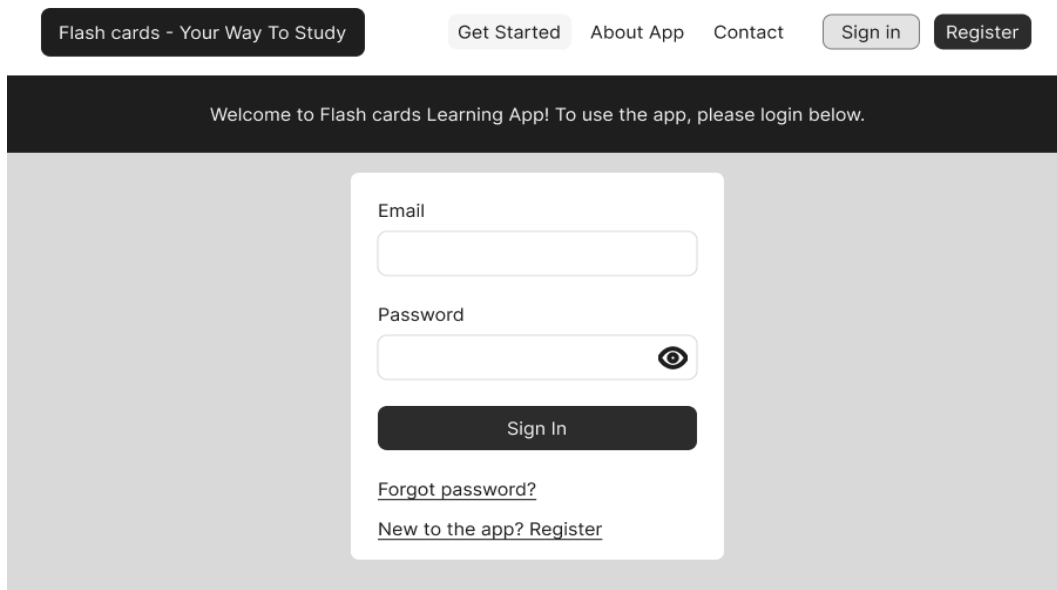 Flash cards - Your Way To Study
Get Started
About App
Contact
Sign in
Register
Welcome to Flash cards Learning App! To use the app, please login below.
Email
Password
Sign In
Forgot password?
New to the app? Register